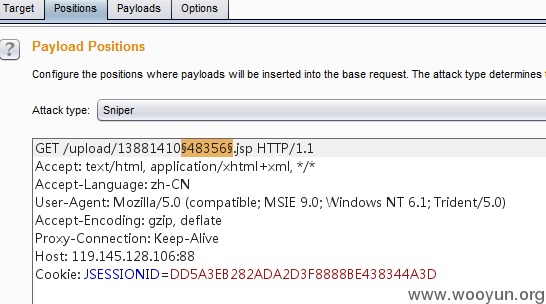 Target Positions Payloads Options
? Payload Positions
Configure the positions where payloads will be inserted into the base request. The attack type determines
Attack type: Sniper
GET /upload/13881410§48356§.jsp HTTP/1.1
Accept: text/html, application/xhtml+xml, */*
Accept-Language: zh-CN
User-Agent: Mozilla/5.0 (compatible; MSIE 9.0; Windows NT 6.1; Trident/5.0)
Accept-Encoding: gzip, deflate
Proxy-Connection: Keep-Alive
Host: 119.145.128.106:88
Cookie: JSESSIONID=DD5A3EB282ADA2D3F8888BE438344A3D
www.wooyun.org